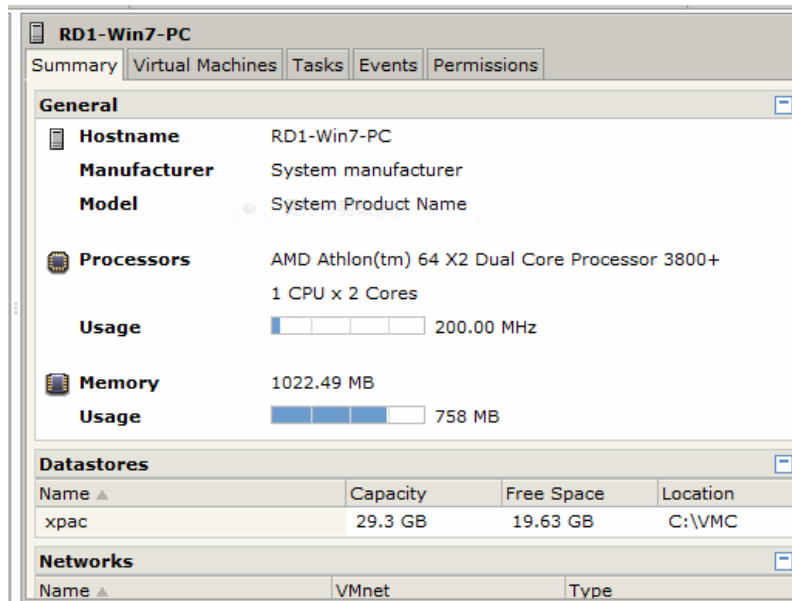 RD1-Win7-PC
Summary Virtual Machines Tasks Events Permissions
General
Hostname RD1-Win7-PC
Manufacturer System manufacturer
Model System Product Name
Processors AMD Athlon(tm) 64 X2 Dual Core Processor 3800+
1 CPU x 2 Cores
Usage 200.00 MHz
Memory 1022.49 MB
Usage 758 MB
Datastores
Name Capacity Free Space Location
xpac 29.3 GB 19.63 GB C:\VMC
Networks
Name VMnet Type